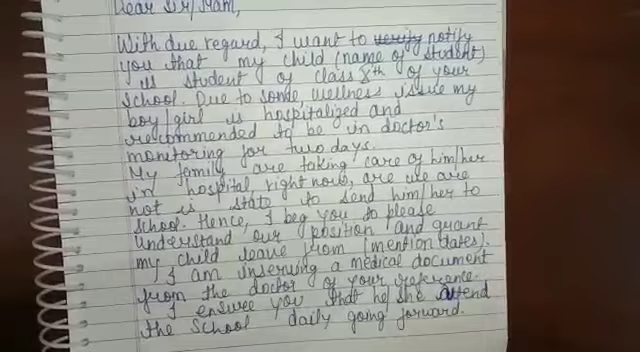 Dear Sir/Mam,
With due regard, I want to verify notify
you that my child (name of student)
is student of class 8th of your
school. Due to some wellness issue my
boy/girl is hospitalized and
recommended to be in doctor's
monitoring for two days.
My family are taking care of him/her
in hospital right now, are we are
not is state to send him/her to
school. Hence, I beg you to please
understand our position and grant
my child leave from (mention dates).
I am inserving a medical document
from the doctor of your referance.
I ensure you that he/she attend
the school daily going forward.